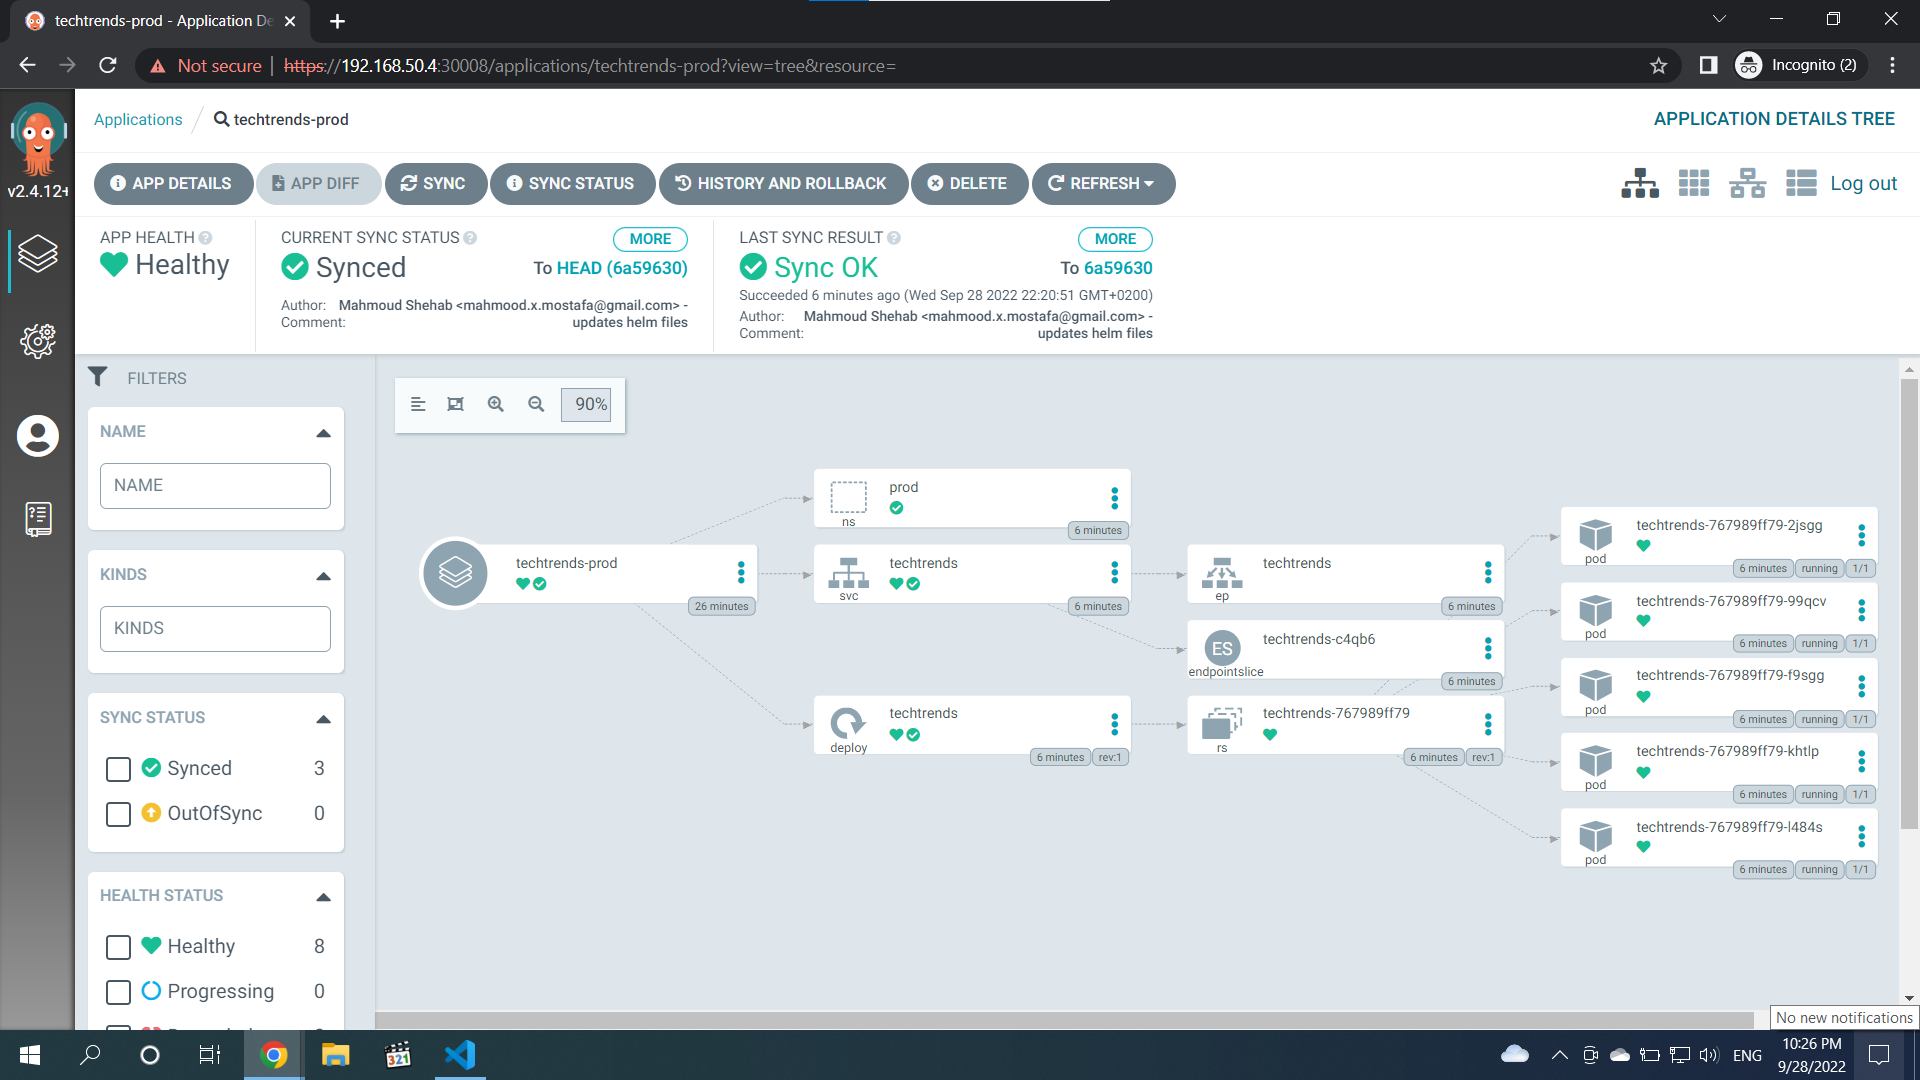 techtrends-prod - Application De
Not secure
https://192.168.50.4:30008/applications/techtrends-prod?view=tree&resource=
Incognito (2)
v2.4.12+
Applications
techtrends-prod
APPLICATION DETAILS TREE
APP DETAILS
APP DIFF
SYNC
SYNC STATUS
HISTORY AND ROLLBACK
DELETE
REFRESH
Log out
APP HEALTH
Healthy
CURRENT SYNC STATUS
MORE
Synced
To HEAD (6a59630)
Author: Mahmoud Shehab <mahmood.x.mostafa@gmail.com> -
Comment: updates helm files
LAST SYNC RESULT
MORE
Sync OK
To 6a59630
Succeeded 6 minutes ago (Wed Sep 28 2022 22:20:51 GMT+0200)
Author: Mahmoud Shehab <mahmood.x.mostafa@gmail.com> -
Comment: updates helm files
FILTERS
NAME
NAME
KINDS
KINDS
SYNC STATUS
Synced 3
OutOfSync 0
HEALTH STATUS
Healthy 8
Progressing 0
90%
techtrends-prod
26 minutes
prod
ns
6 minutes
techtrends
svc
6 minutes
techtrends
deploy
6 minutes rev:1
techtrends
ep
6 minutes
ES
techtrends-c4qb6
endpointslice
6 minutes
techtrends-767989ff79
rs
6 minutes rev:1
techtrends-767989ff79-2jsgg
pod
6 minutes running 1/1
techtrends-767989ff79-99qcv
pod
6 minutes running 1/1
techtrends-767989ff79-f9sgg
pod
6 minutes running 1/1
techtrends-767989ff79-khtlp
pod
6 minutes running 1/1
techtrends-767989ff79-l484s
pod
6 minutes running 1/1
No new notifications
321
ENG
10:26 PM
9/28/2022